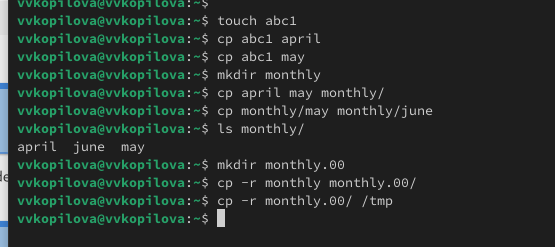 vvkopilova@vvkopilova:~$
vvkopilova@vvkopilova:~$ touch abc1
vvkopilova@vvkopilova:~$ cp abc1 april
vvkopilova@vvkopilova:~$ cp abc1 may
vvkopilova@vvkopilova:~$ mkdir monthly
vvkopilova@vvkopilova:~$ cp april may monthly/
vvkopilova@vvkopilova:~$ cp monthly/may monthly/june
vvkopilova@vvkopilova:~$ ls monthly/
april  june  may
vvkopilova@vvkopilova:~$ mkdir monthly.00
vvkopilova@vvkopilova:~$ cp -r monthly monthly.00/
vvkopilova@vvkopilova:~$ cp -r monthly.00/ /tmp
vvkopilova@vvkopilova:~$